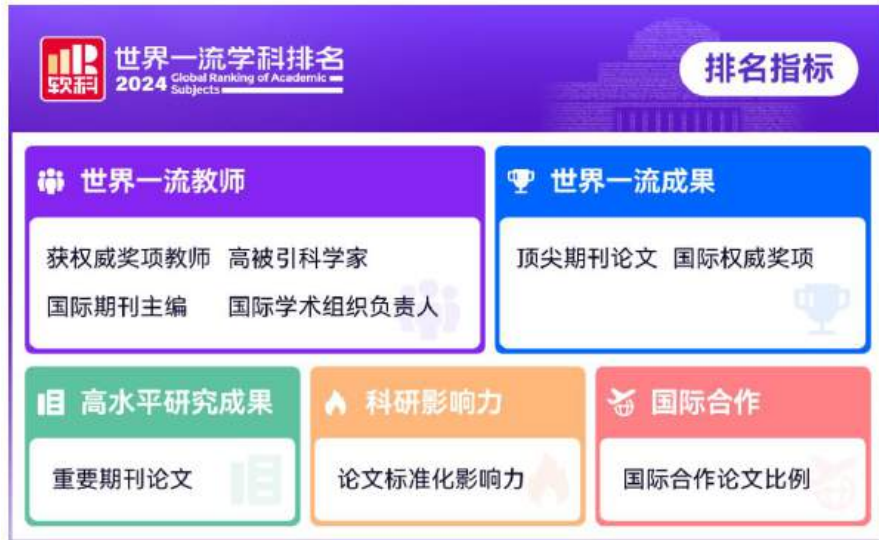 软科
世界一流学科排名
2024 Global Ranking of Academic
Subjects
排名指标
世界一流教师
获权威奖项教师 高被引科学家
国际期刊主编 国际学术组织负责人
世界一流成果
顶尖期刊论文 国际权威奖项
高水平研究成果
重要期刊论文
科研影响力
论文标准化影响力
国际合作
国际合作论文比例